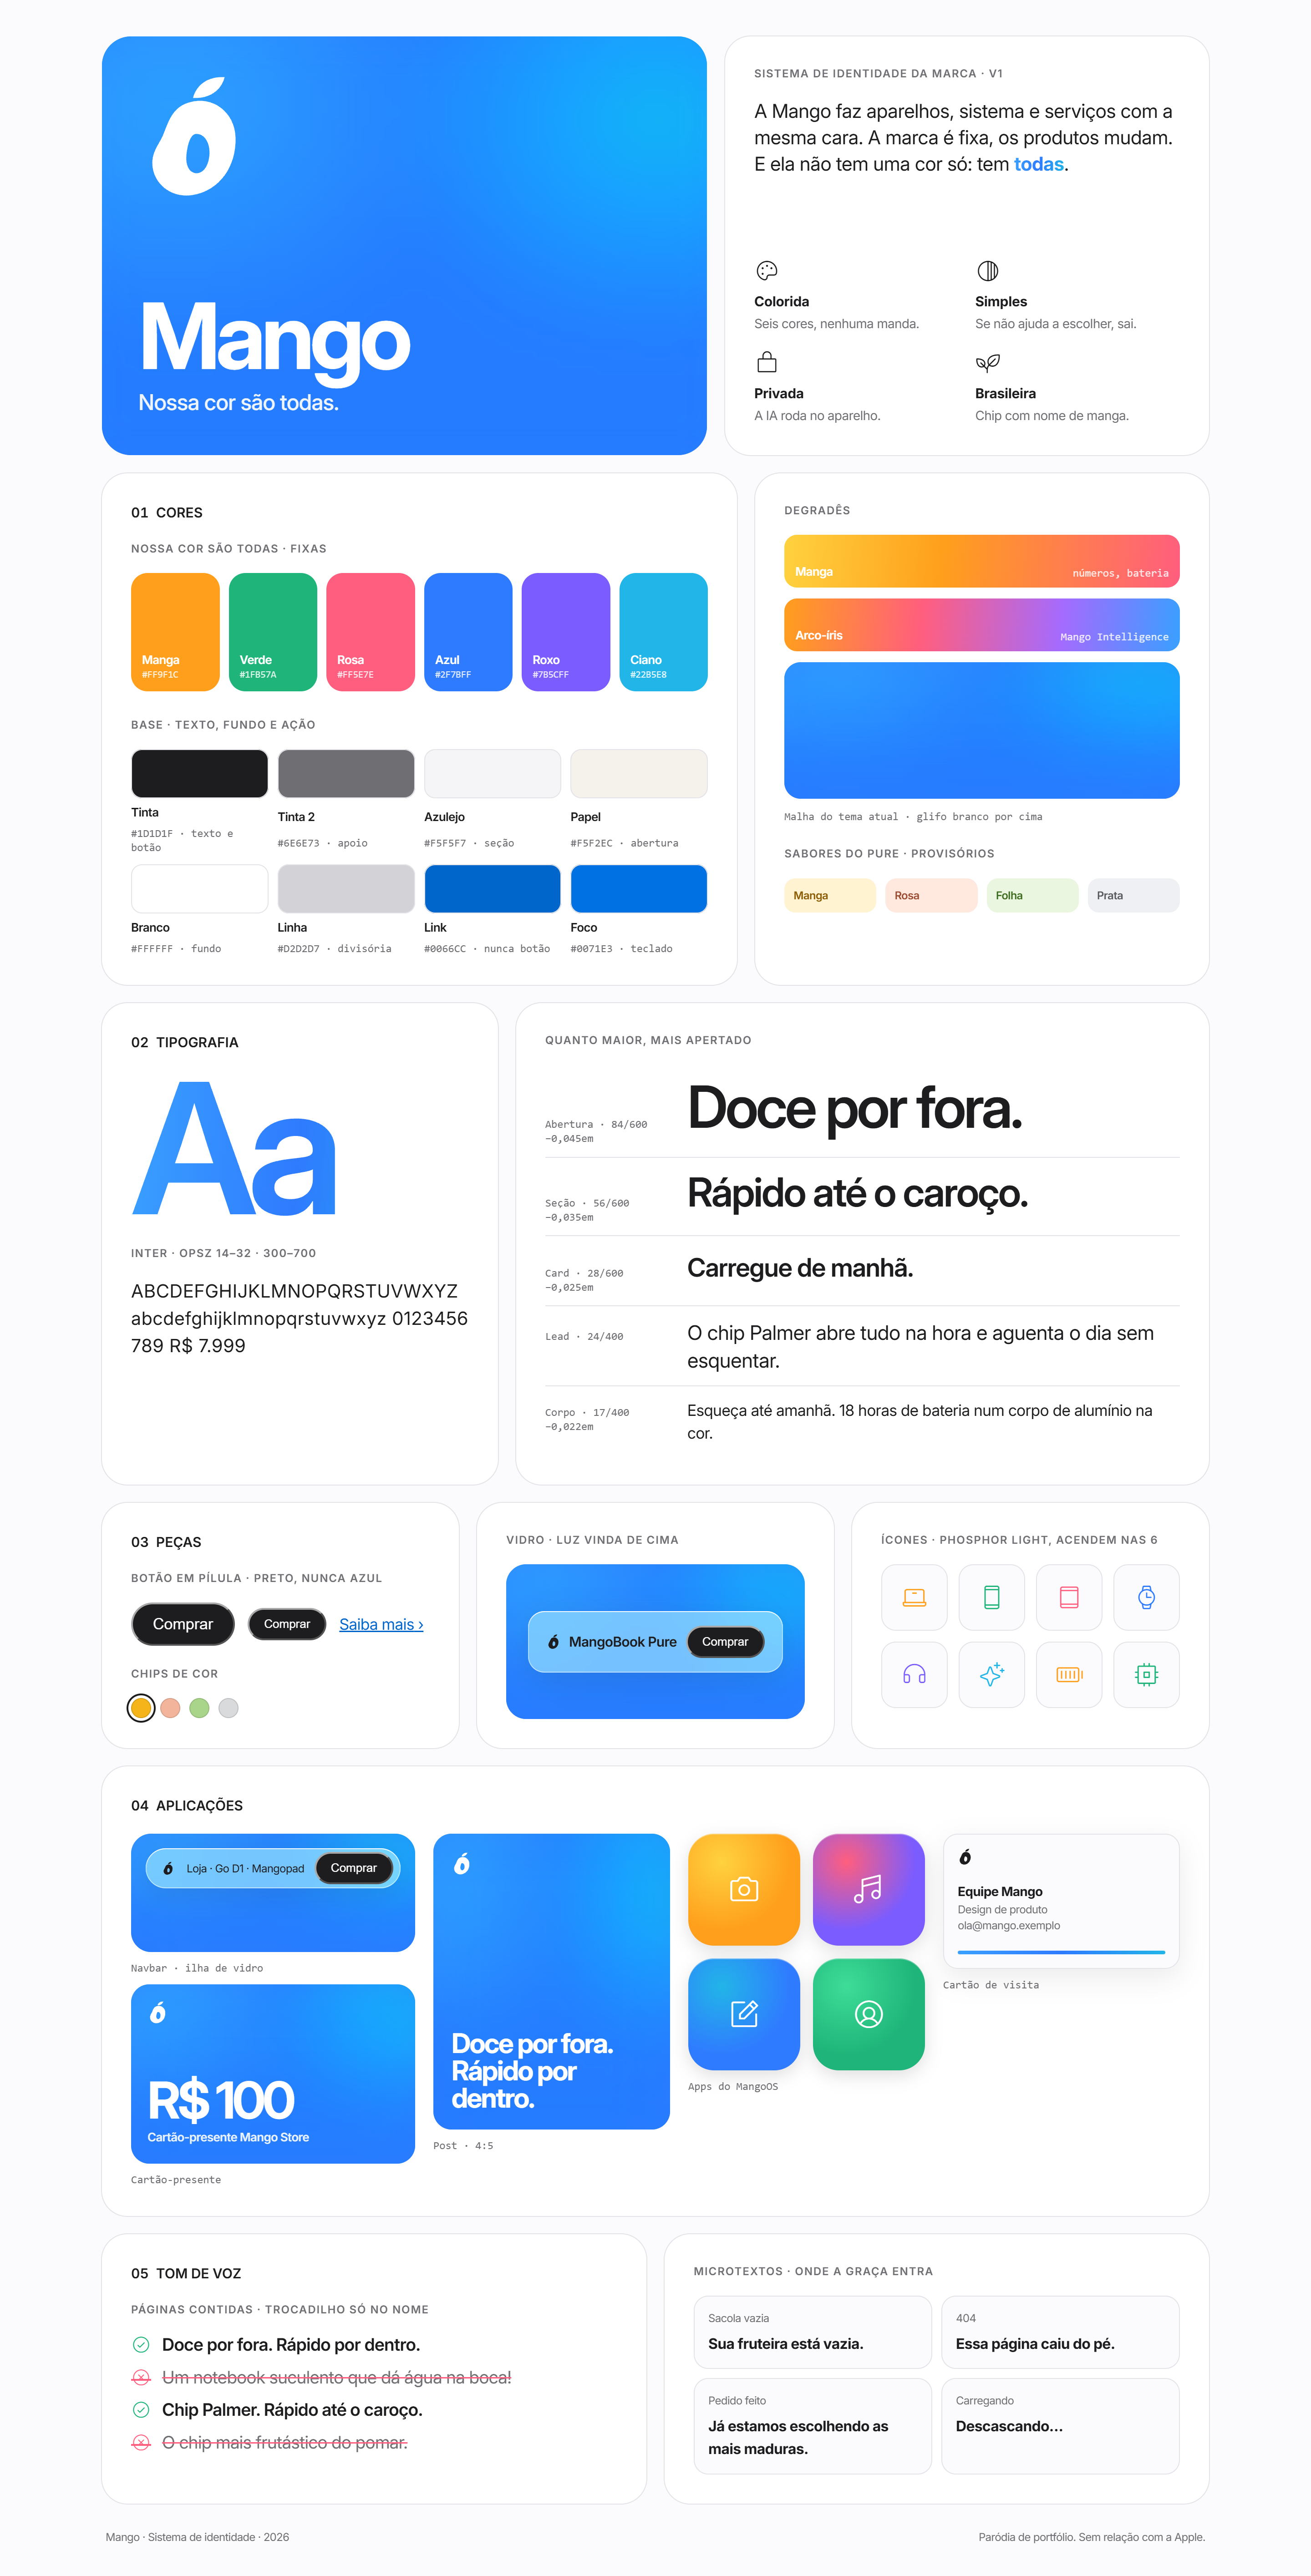 Mango
Nossa cor são todas.
SISTEMA DE IDENTIDADE DA MARCA · V1
A Mango faz aparelhos, sistema e serviços com a
mesma cara. A marca é fixa, os produtos mudam.
E ela não tem uma cor só: tem todas.
Colorida
Seis cores, nenhuma manda.
Simples
Se não ajuda a escolher, sai.
Privada
A IA roda no aparelho.
Brasileira
Chip com nome de manga.
01 CORES
NOSSA COR SÃO TODAS · FIXAS
Manga
#FF9F1C
Verde
#1FB57A
Rosa
#FF5E7E
Azul
#2F7BFF
Roxo
#7B5CFF
Ciano
#22B5E8
BASE · TEXTO, FUNDO E AÇÃO
Tinta
#1D1D1F · texto e
botão
Tinta 2
#6E6E73 · apoio
Azulejo
#F5F5F7 · seção
Papel
#F5F2EC · abertura
Branco
#FFFFFF · fundo
Linha
#D2D2D7 · divisória
Link
#0066CC · nunca botão
Foco
#0071E3 · teclado
DEGRADÊS
Manga
números, bateria
Arco-íris
Mango Intelligence
Malha do tema atual · glifo branco por cima
SABORES DO PURE · PROVISÓRIOS
Manga
Rosa
Folha
Prata
02 TIPOGRAFIA
Aa
INTER · OPSZ 14–32 · 300–700
ABCDEFGHIJKLMNOPQRSTUVWXYZ
abcdefghijklmnopqrstuvwxyz 0123456
789 R$ 7.999
QUANTO MAIOR, MAIS APERTADO
Abertura · 84/600
−0,045em
Doce por fora.
Seção · 56/600
−0,035em
Rápido até o caroço.
Card · 28/600
−0,025em
Carregue de manhã.
Lead · 24/400
O chip Palmer abre tudo na hora e aguenta o dia sem
esquentar.
Corpo · 17/400
−0,022em
Esqueça até amanhã. 18 horas de bateria num corpo de alumínio na
cor.
03 PEÇAS
BOTÃO EM PÍLULA · PRETO, NUNCA AZUL
Comprar
Comprar
Saiba mais ›
CHIPS DE COR
VIDRO · LUZ VINDA DE CIMA
MangoBook Pure
Comprar
ÍCONES · PHOSPHOR LIGHT, ACENDEM NAS 6
04 APLICAÇÕES
Loja · Go D1 · Mangopad
Comprar
Navbar · ilha de vidro
R$ 100
Cartão-presente Mango Store
Cartão-presente
Doce por fora.
Rápido por
dentro.
Post · 4:5
Apps do MangoOS
Equipe Mango
Design de produto
ola@mango.exemplo
Cartão de visita
05 TOM DE VOZ
PÁGINAS CONTIDAS · TROCADILHO SÓ NO NOME
Doce por fora. Rápido por dentro.
Um notebook suculento que dá água na boca!
Chip Palmer. Rápido até o caroço.
O chip mais frutástico do pomar.
MICROTEXTOS · ONDE A GRAÇA ENTRA
Sacola vazia
Sua fruteira está vazia.
404
Essa página caiu do pé.
Pedido feito
Já estamos escolhendo as
mais maduras.
Carregando
Descascando…
Mango · Sistema de identidade · 2026
Paródia de portfólio. Sem relação com a Apple.